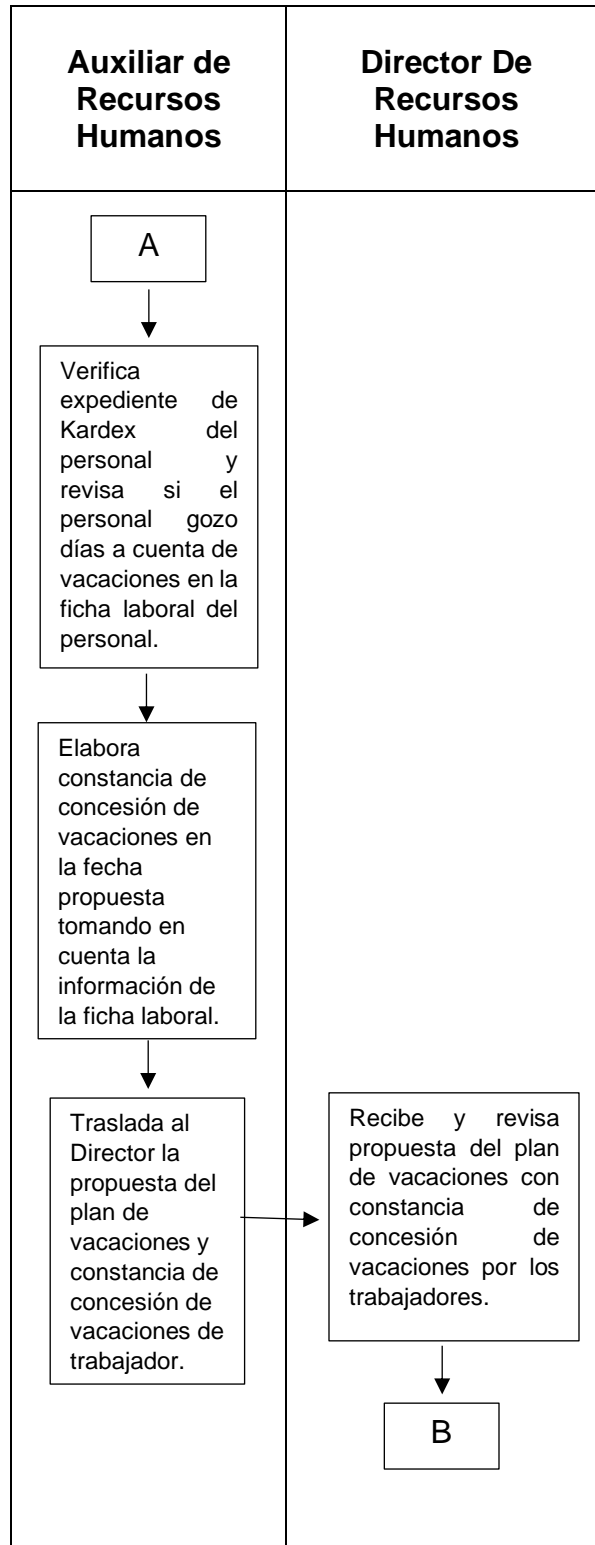 Auxiliar de
Recursos
Humanos
Director De
Recursos
Humanos
A
Verifica
expediente de
Kardex del
personal y
revisa si el
personal gozo
días a cuenta de
vacaciones en la
ficha laboral del
personal.
Elabora
constancia de
concesión de
vacaciones en
la fecha
propuesta
tomando en
cuenta la
información de
la ficha laboral.
Traslada al
Director la
propuesta del
plan de
vacaciones y
constancia de
concesión de
vacaciones de
trabajador.
Recibe y revisa
propuesta del plan
de vacaciones con
constancia de
concesión de
vacaciones por los
trabajadores.
B